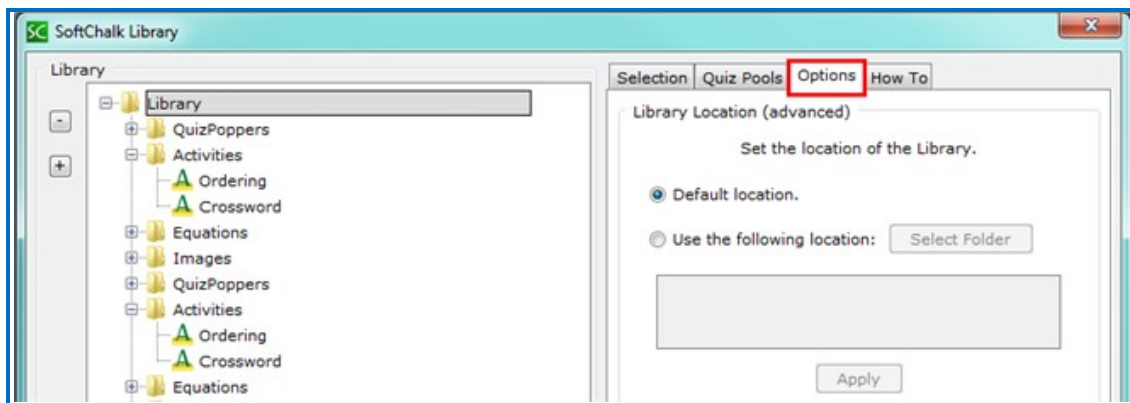 SC SoftChalk Library
x
Library
- 
+
Library
QuizPoppers
Activities
A Ordering
A Crossword
Equations
Images
QuizPoppers
Activities
A Ordering
A Crossword
Equations
Selection Quiz Pools Options How To
Library Location (advanced)
Set the location of the Library.
Default location.
Use the following location: Select Folder
Apply